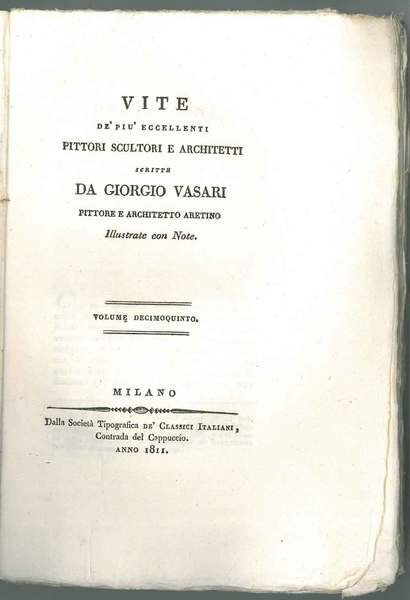 VITE
DE' PIU' ECCELLENTI
PITTORI SCULTORI E ARCHITETTI
SCRITTE
DA GIORGIO VASARI
PITTORE E ARCHITETTO ARETINO
Illustrate con Note.
VOLUME DECIMOQUINTO.
MILANO
Dalla Società Tipografica DE' CLASSICI ITALIANI,
Contrada del Cappuccio.
ANNO 1811.